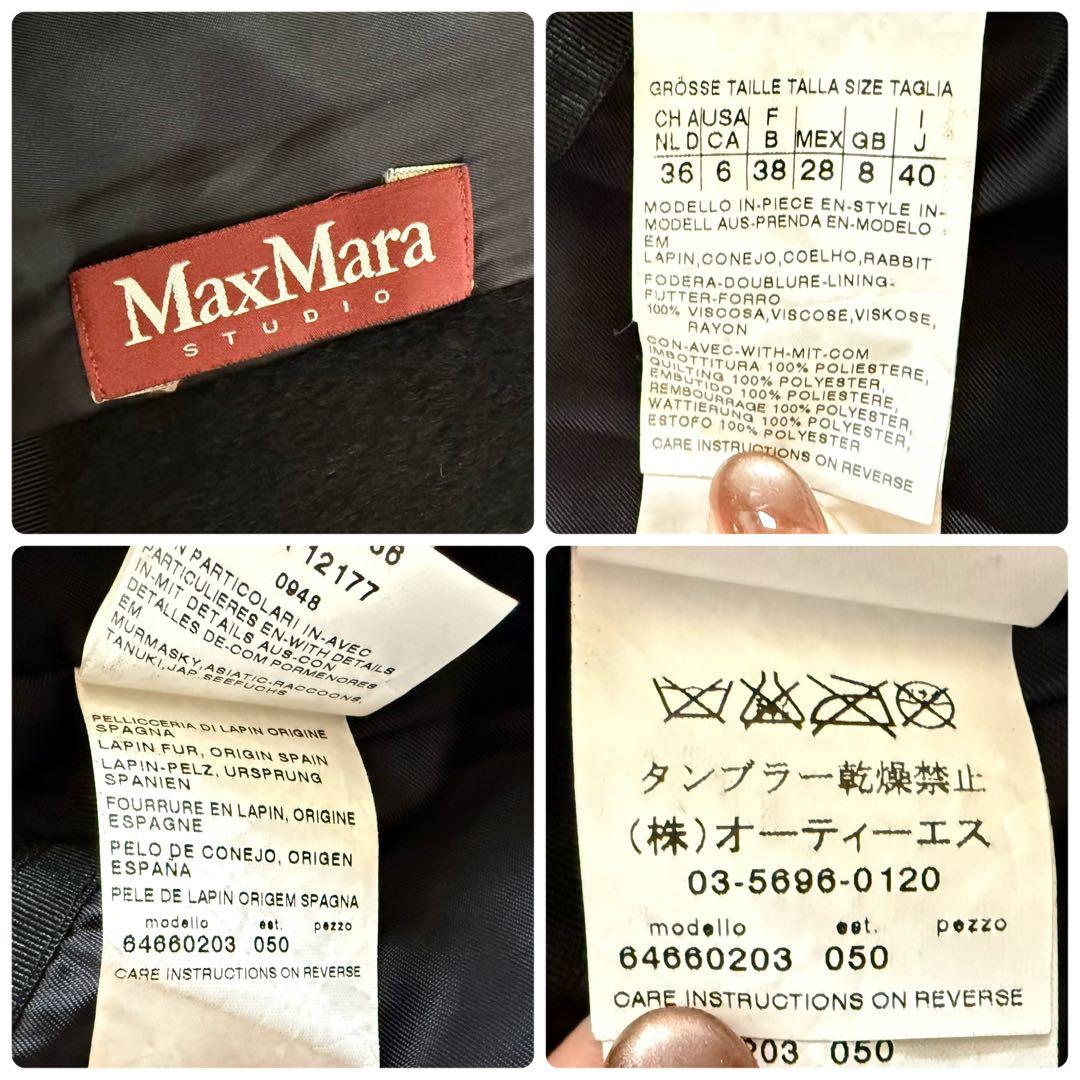 MaxMara
STUDIO
GRÖSSE TAILLE TALLA SIZE TAGLIA
CH A USA F I
NL D CA B MEX GB J
36 6 38 28 8 40
MODELLO IN-PIECE EN-STYLE IN-
MODELL AUS-PRENDA EN-MODELO
EM
LAPIN,CONEJO,COELHO,RABBIT
FODERA-DOUBLURE-LINING-
FUTTER-FORRO
100% VISCOSA,VISCOSE,VISKOSE,
RAYON
CON-AVEC-WITH-MIT-COM
IMBOTTITURA 100% POLIESTERE,
QUILTING 100% POLYESTER,
EMBUTIDO 100% POLIESTERE,
REMBOURRAGE 100% POLYESTER,
WATTIERUNG 100% POLYESTER,
ESTOFO 100% POLYESTER
CARE INSTRUCTIONS ON REVERSE
12177
0948
PARTICOLARI IN-AVEC
PARTICULIERES EN-WITH DETAILS
IN-MIT DETAILS AUS-CON
DETALLES DE-COM PORMENORES
EM
MURMASKY,ASIATIC-RACCOONS,
TANUKI,JAP.SEEFUCHS
PELLICCERIA DI LAPIN ORIGINE
SPAGNA
LAPIN FUR, ORIGIN SPAIN
LAPIN-PELZ, URSPRUNG
SPANIEN
FOURRURE EN LAPIN, ORIGINE
ESPAGNE
PELO DE CONEJO, ORIGEN
ESPAÑA
PELE DE LAPIN ORIGEM SPAGNA
modello est. pezzo
64660203 050
CARE INSTRUCTIONS ON REVERSE
タンブラー乾燥禁止
(株)オーティーエス
03-5696-0120
modello est. pezzo
64660203 050
CARE INSTRUCTIONS ON REVERSE
203 050